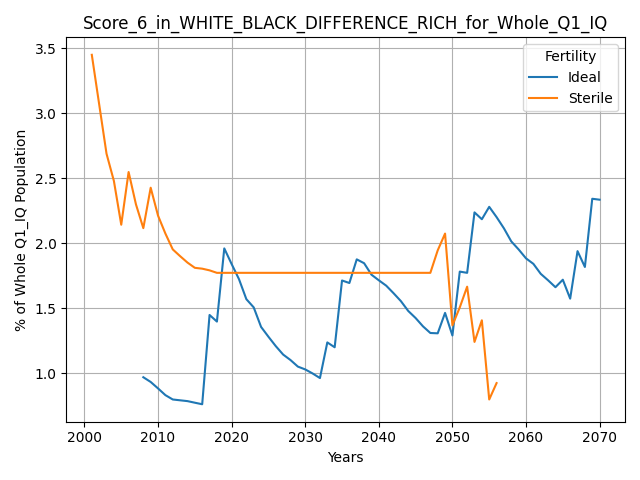 Score_6_in_WHITE_BLACK_DIFFERENCE_RICH_for_Whole_Q1_IQ
3.5
3.0
2.5
2.0
1.5
1.0
% of Whole Q1_IQ Population
Fertility
Ideal
Sterile
2000 2010 2020 2030 2040 2050 2060 2070
Years